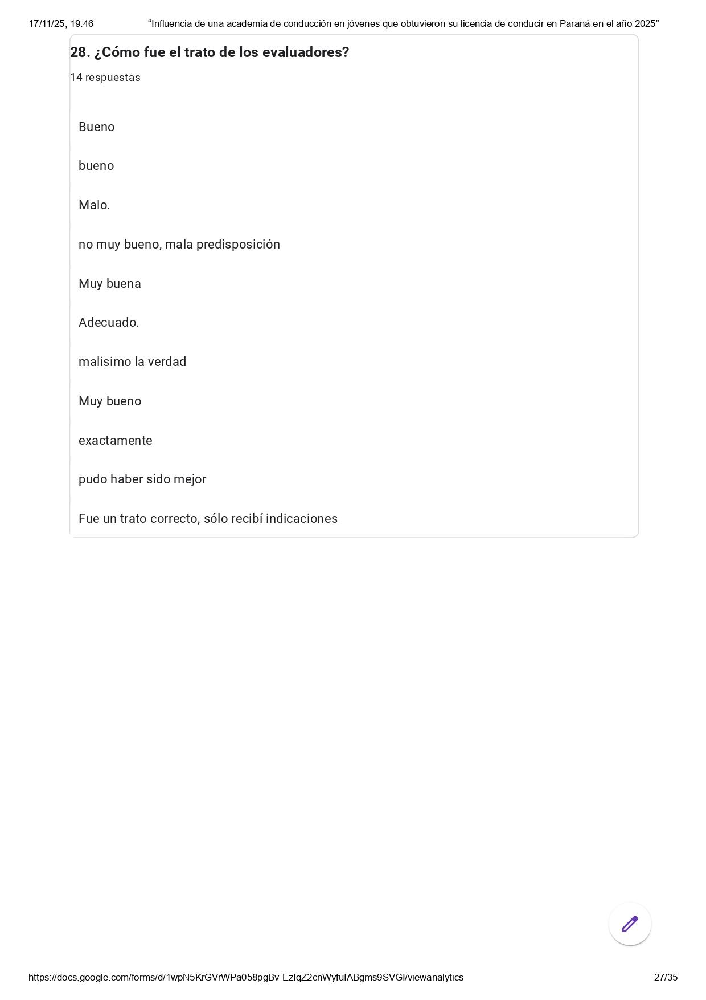 17/11/25, 19:46 “Influencia de una academia de conducción en jóvenes que obtuvieron su licencia de conducir en Paraná en el año 2025”
28. ¿Cómo fue el trato de los evaluadores?
14 respuestas
Bueno
bueno
Malo.
no muy bueno, mala predisposición
Muy buena
Adecuado.
malisimo la verdad
Muy bueno
exactamente
pudo haber sido mejor
Fue un trato correcto, sólo recibí indicaciones
https://docs.google.com/forms/d/1wpN5KrGVrWPa058pgBv-EzIqZ2cnWyfuIABgms9SVGI/viewanalytics 27/35